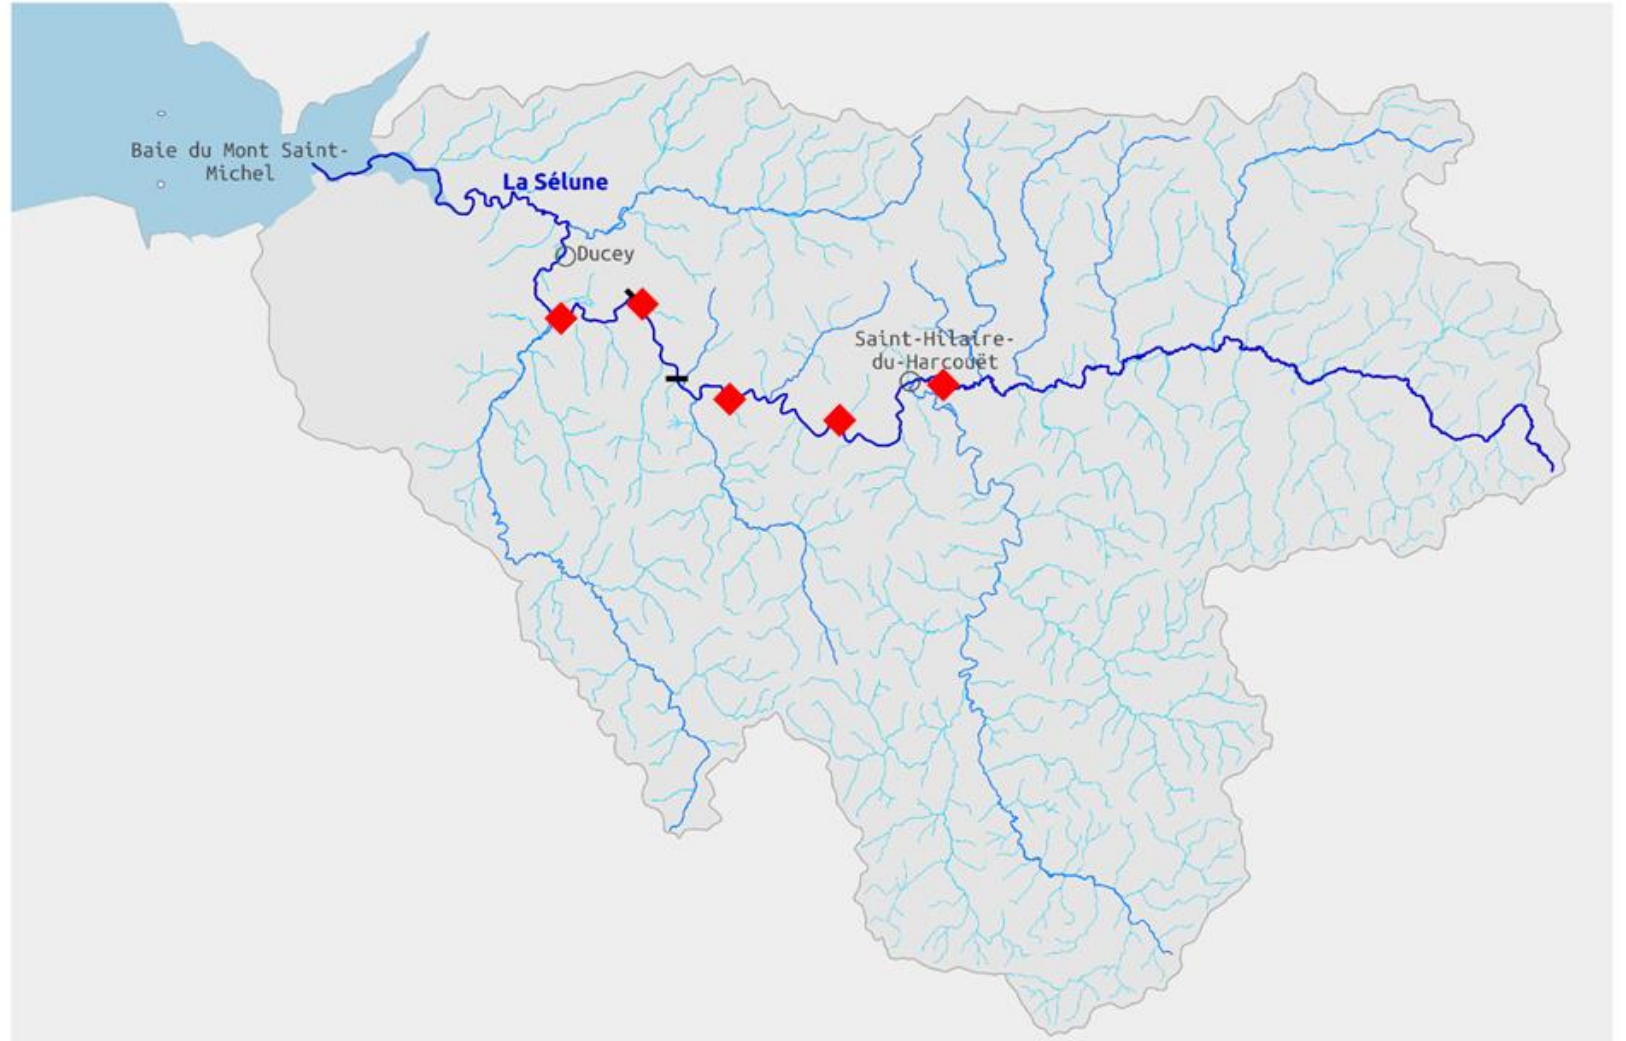 Baie du Mont Saint-
Michel
La Sélune
Ducey
Saint-Hilaire-
du-Harcouët